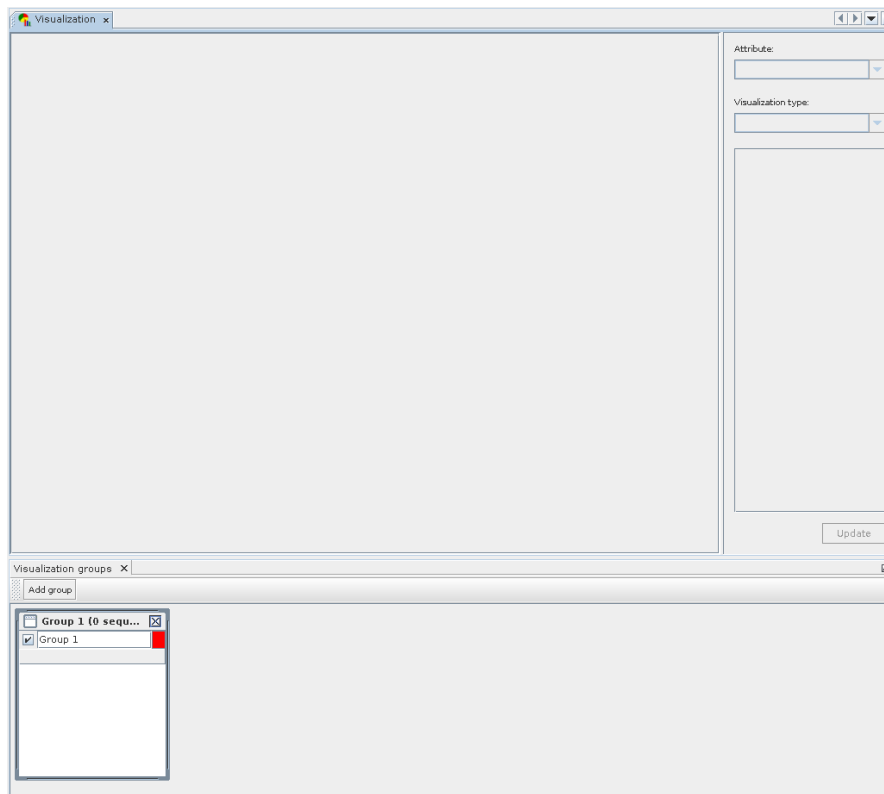 Visualization
Attribute:
Visualization type:
Update
Visualization groups
Add group
Group 1 (0 sequ...
Group 1